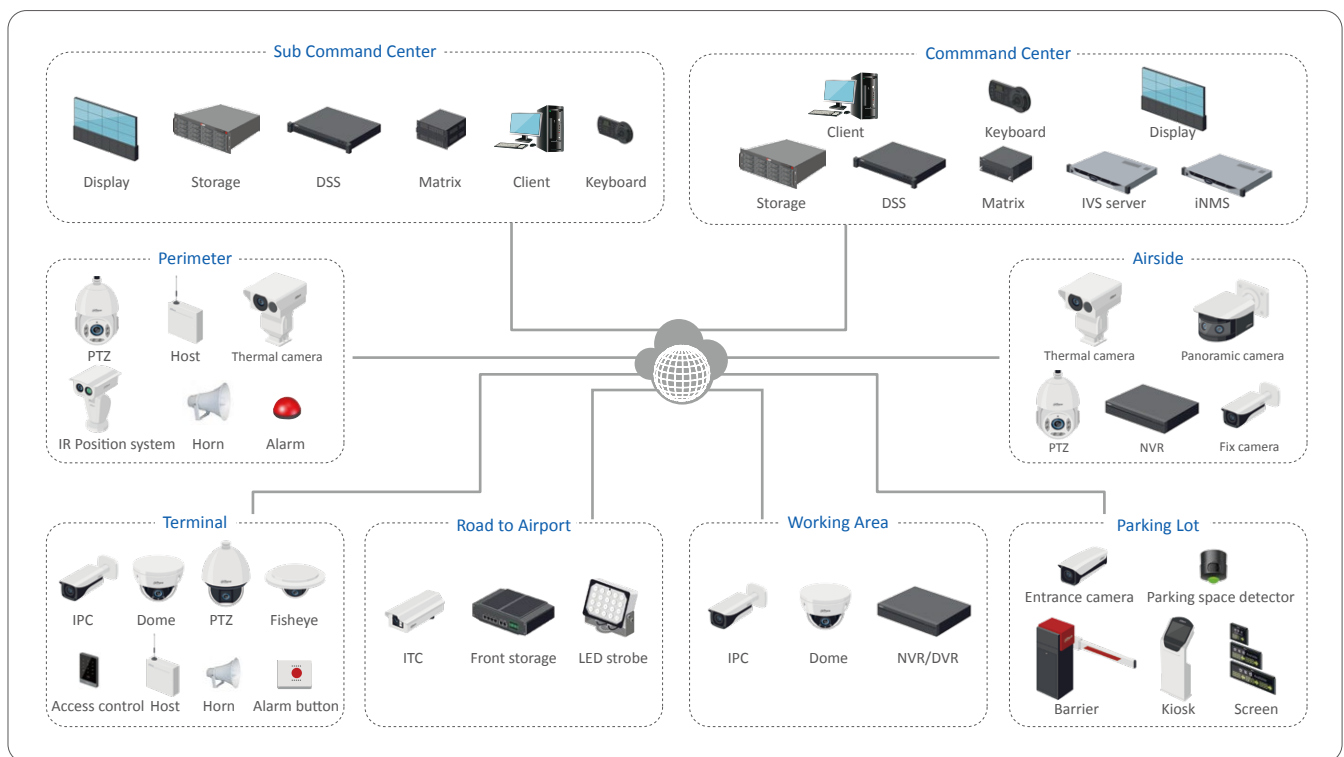 Sub Command Center
Display
Storage
DSS
Matrix
Client
Keyboard
Commmand Center
Client
Keyboard
Display
Storage
DSS
Matrix
IVS server
iNMS
Perimeter
PTZ
Host
Thermal camera
IR Position system
Horn
Alarm
Airside
Thermal camera
Panoramic camera
PTZ
NVR
Fix camera
Terminal
IPC
Dome
PTZ
Fisheye
Access control
Host
Horn
Alarm button
Road to Airport
ITC
Front storage
LED strobe
Working Area
IPC
Dome
NVR/DVR
Parking Lot
Entrance camera
Parking space detector
Barrier
Kiosk
Screen